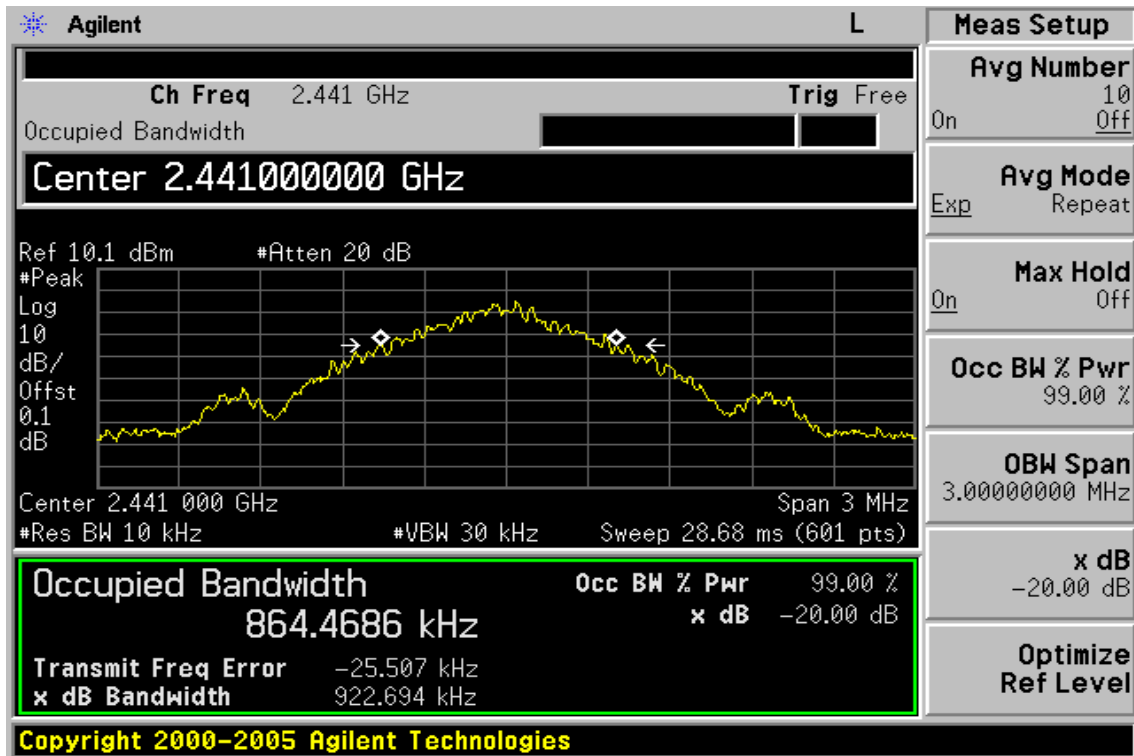 Agilent L Meas Setup
Ch Freq 2.441 GHz Trig Free
Occupied Bandwidth
Center 2.441000000 GHz
Ref 10.1 dBm #Atten 20 dB
#Peak
Log
10
dB/
Offst
0.1
dB
Center 2.441 000 GHz Span 3 MHz
#Res BW 10 kHz #VBW 30 kHz Sweep 28.68 ms (601 pts)
Occupied Bandwidth Occ BW % Pwr 99.00 %
864.4686 kHz x dB -20.00 dB
Transmit Freq Error -25.507 kHz
x dB Bandwidth 922.694 kHz
Avg Number
10
On Off
Avg Mode
Exp Repeat
Max Hold
On Off
Occ BW % Pwr
99.00 %
OBW Span
3.00000000 MHz
x dB
-20.00 dB
Optimize
Ref Level
Copyright 2000-2005 Agilent Technologies